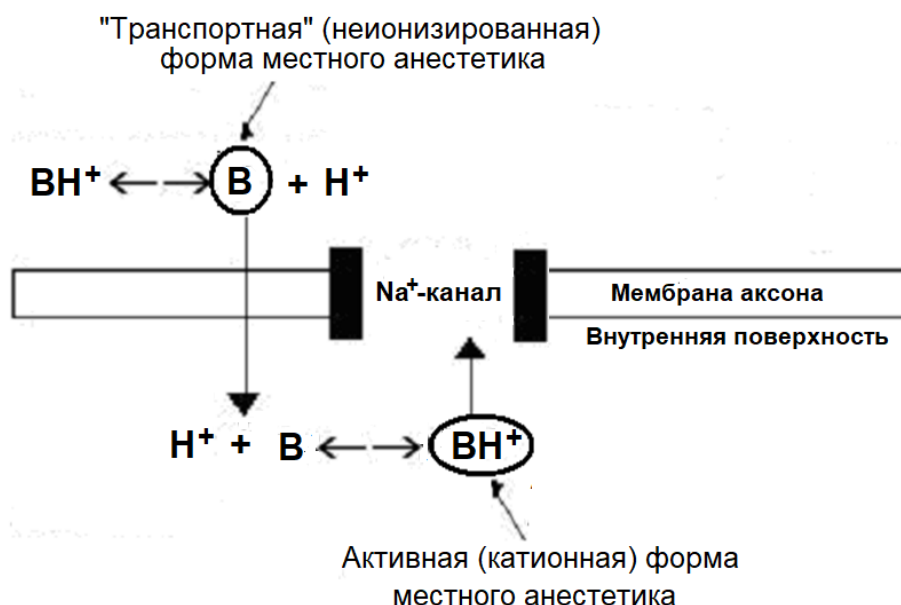 "Транспортная" (неионизированная)
форма местного анестетика
BH+ B + H+
Na+-канал
Мембрана аксона
Внутренняя поверхность
H+ + B BH+
Активная (катионная) форма
местного анестетика